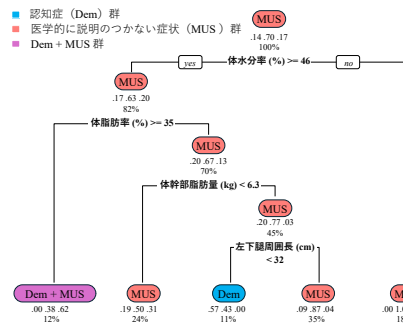 認知症（Dem）群
医学的に説明のつかない症状（MUS ）群
Dem + MUS 群
MUS
.14 .70 .17
100%
yes 体水分率 (%) >= 46 no
MUS
.17 .63 .20
82%
体脂肪率 (%) >= 35
MUS
.20 .67 .13
70%
体幹部脂肪量 (kg) < 6.3
MUS
.20 .77 .03
45%
左下腿周囲長 (cm)
< 32
Dem + MUS MUS Dem MUS
.00 .38 .62 .19 .50 .31 .57 .43 .00 .09 .87 .04 .00
12% 24% 11% 35%